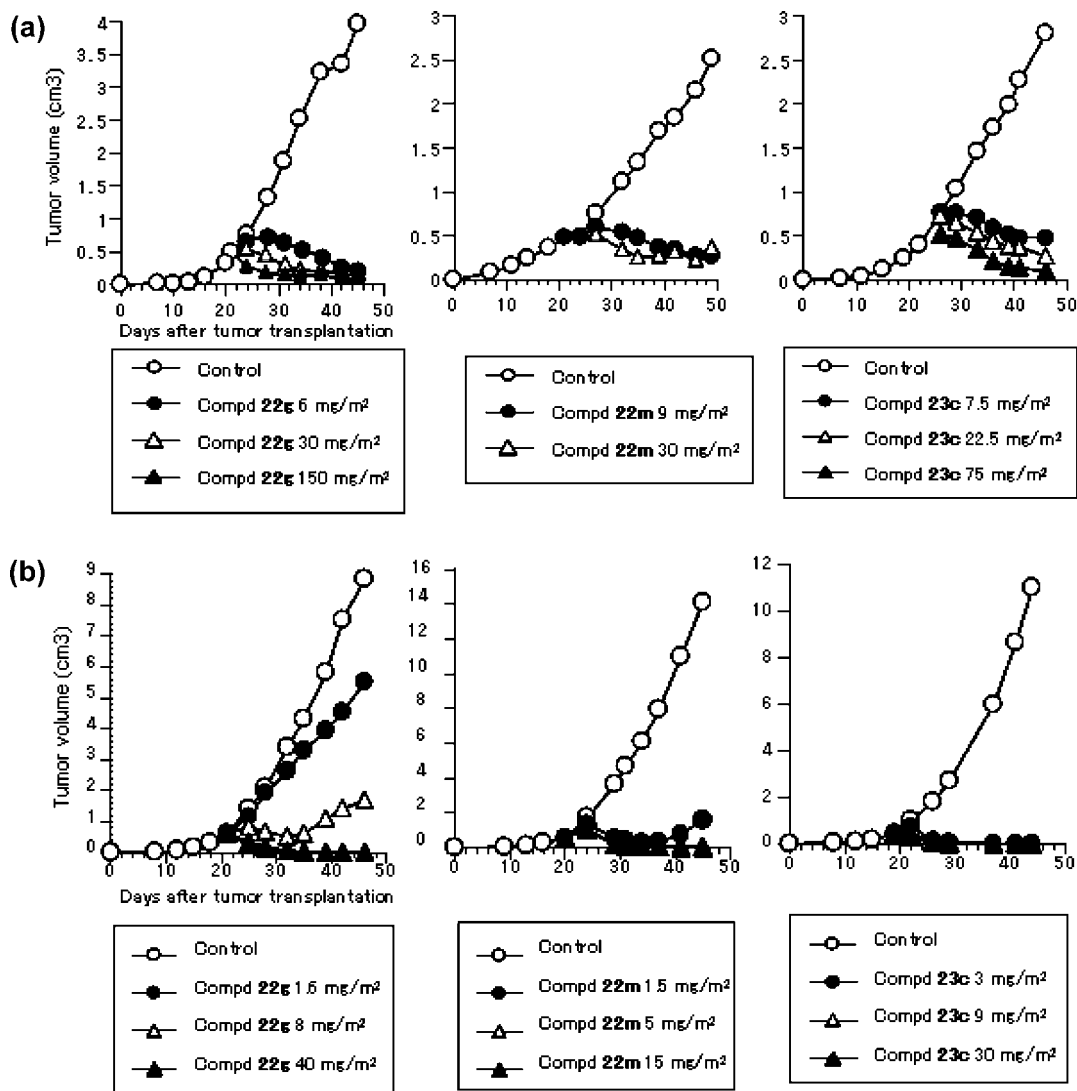 (a)
Tumor volume (cm3)
4
3.5
3
2.5
2
1.5
1
0.5
0
0 10 20 30 40 50
Days after tumor transplantation
3
2.5
2
1.5
1
0.5
0
0 10 20 30 40 50
3
2.5
2
1.5
1
0.5
0
0 10 20 30 40 50
Control
Compd 22g 6 mg/m²
Compd 22g 30 mg/m²
Compd 22g 150 mg/m²
Control
Compd 22m 9 mg/m²
Compd 22m 30 mg/m²
Control
Compd 23c 7.5 mg/m²
Compd 23c 22.5 mg/m²
Compd 23c 75 mg/m²
(b)
Tumor volume (cm3)
9
8
7
6
5
4
3
2
1
0
0 10 20 30 40 50
Days after tumor transplantation
16
14
12
10
8
6
4
2
0
0 10 20 30 40 50
12
10
8
6
4
2
0
0 10 20 30 40 50
Control
Compd 22g 1.6 mg/m²
Compd 22g 8 mg/m²
Compd 22g 40 mg/m²
Control
Compd 22m 1.5 mg/m²
Compd 22m 5 mg/m²
Compd 22m 15 mg/m²
Control
Compd 23c 3 mg/m²
Compd 23c 9 mg/m²
Compd 23c 30 mg/m²